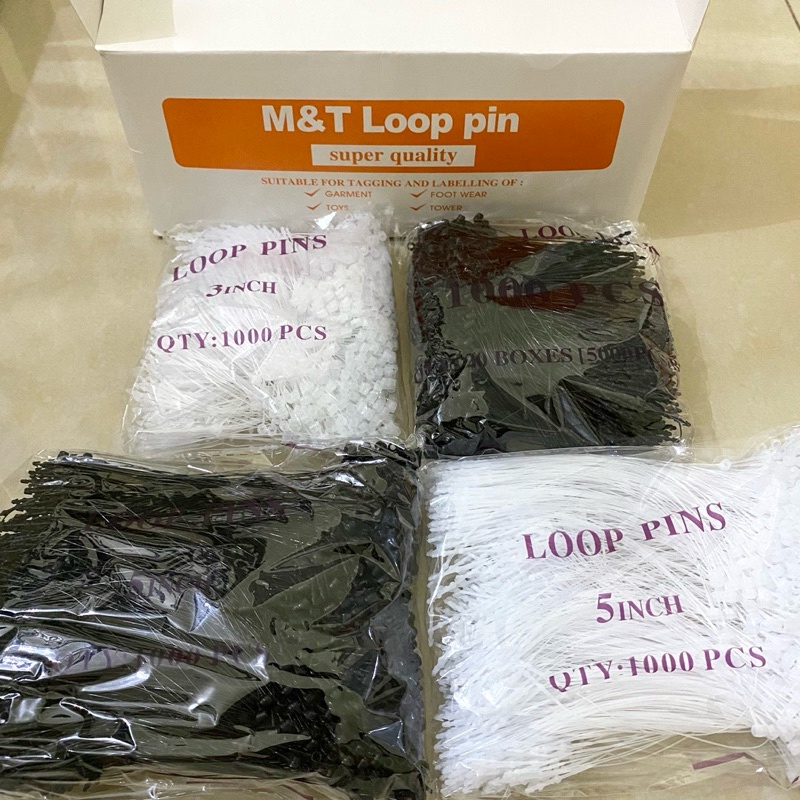 M&T Loop pin
super quality
SUITABLE FOR TAGGING AND LABELLING OF :
✓ GARMENT ✓ FOOT WEAR
✓ TOYS ✓ TOWER
LOOP PINS
3INCH
QTY:1000 PCS
1000 PCS
BOXES
LOOP PINS
5INCH
QTY:1000 PCS